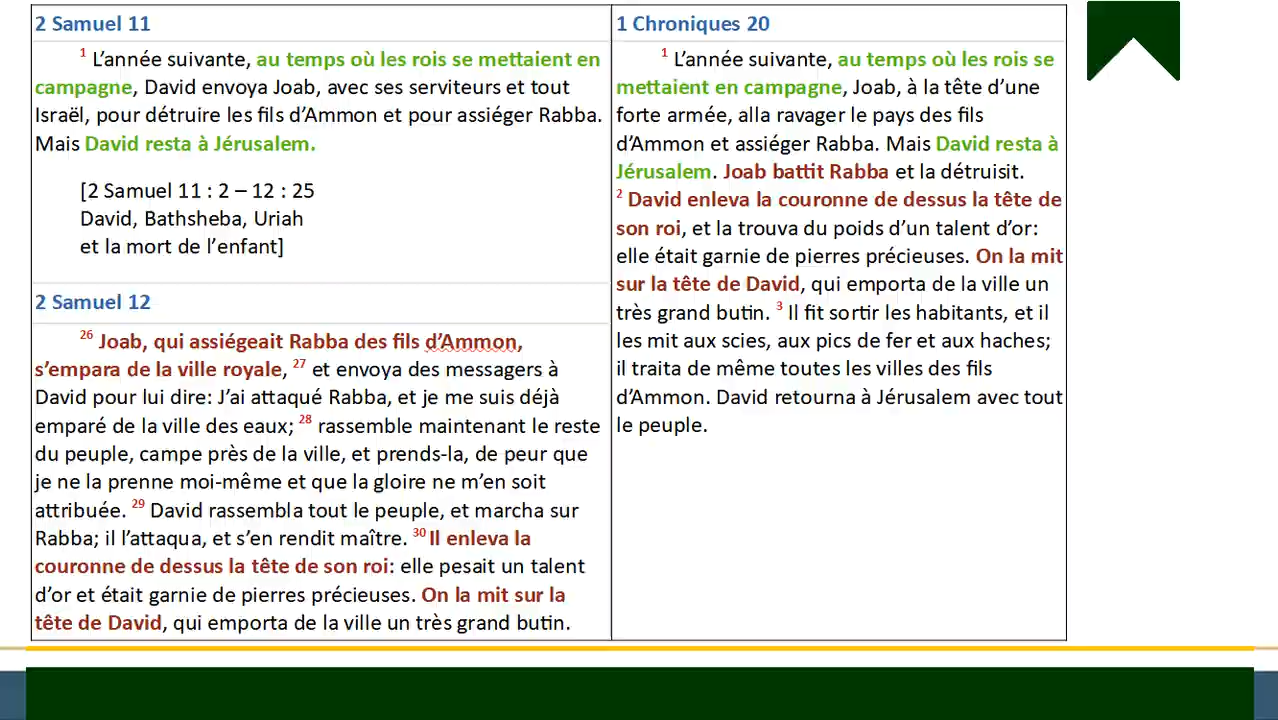 2 Samuel 11
1 L’année suivante, au temps où les rois se mettaient en
campagne, David envoya Joab, avec ses serviteurs et tout
Israël, pour détruire les fils d’Ammon et pour assiéger Rabba.
Mais David resta à Jérusalem.
[2 Samuel 11 : 2 – 12 : 25
David, Bathsheba, Uriah
et la mort de l’enfant]
2 Samuel 12
26 Joab, qui assiégeait Rabba des fils d’Ammon,
s’empara de la ville royale, 27 et envoya des messagers à
David pour lui dire: J’ai attaqué Rabba, et je me suis déjà
emparé de la ville des eaux; 28 rassemble maintenant le reste
du peuple, campe près de la ville, et prends-la, de peur que
je ne la prenne moi-même et que la gloire ne m’en soit
attribuée. 29 David rassembla tout le peuple, et marcha sur
Rabba; il l’attaqua, et s’en rendit maître. 30 Il enleva la
couronne de dessus la tête de son roi: elle pesait un talent
d’or et était garnie de pierres précieuses. On la mit sur la
tête de David, qui emporta de la ville un très grand butin.
1 Chroniques 20
1 L’année suivante, au temps où les rois se
mettaient en campagne, Joab, à la tête d’une
forte armée, alla ravager le pays des fils
d’Ammon et assiéger Rabba. Mais David resta à
Jérusalem. Joab battit Rabba et la détruisit.
2 David enleva la couronne de dessus la tête de
son roi, et la trouva du poids d’un talent d’or:
elle était garnie de pierres précieuses. On la mit
sur la tête de David, qui emporta de la ville un
très grand butin. 3 Il fit sortir les habitants, et il
les mit aux scies, aux pics de fer et aux haches;
il traita de même toutes les villes des fils
d’Ammon. David retourna à Jérusalem avec tout
le peuple.